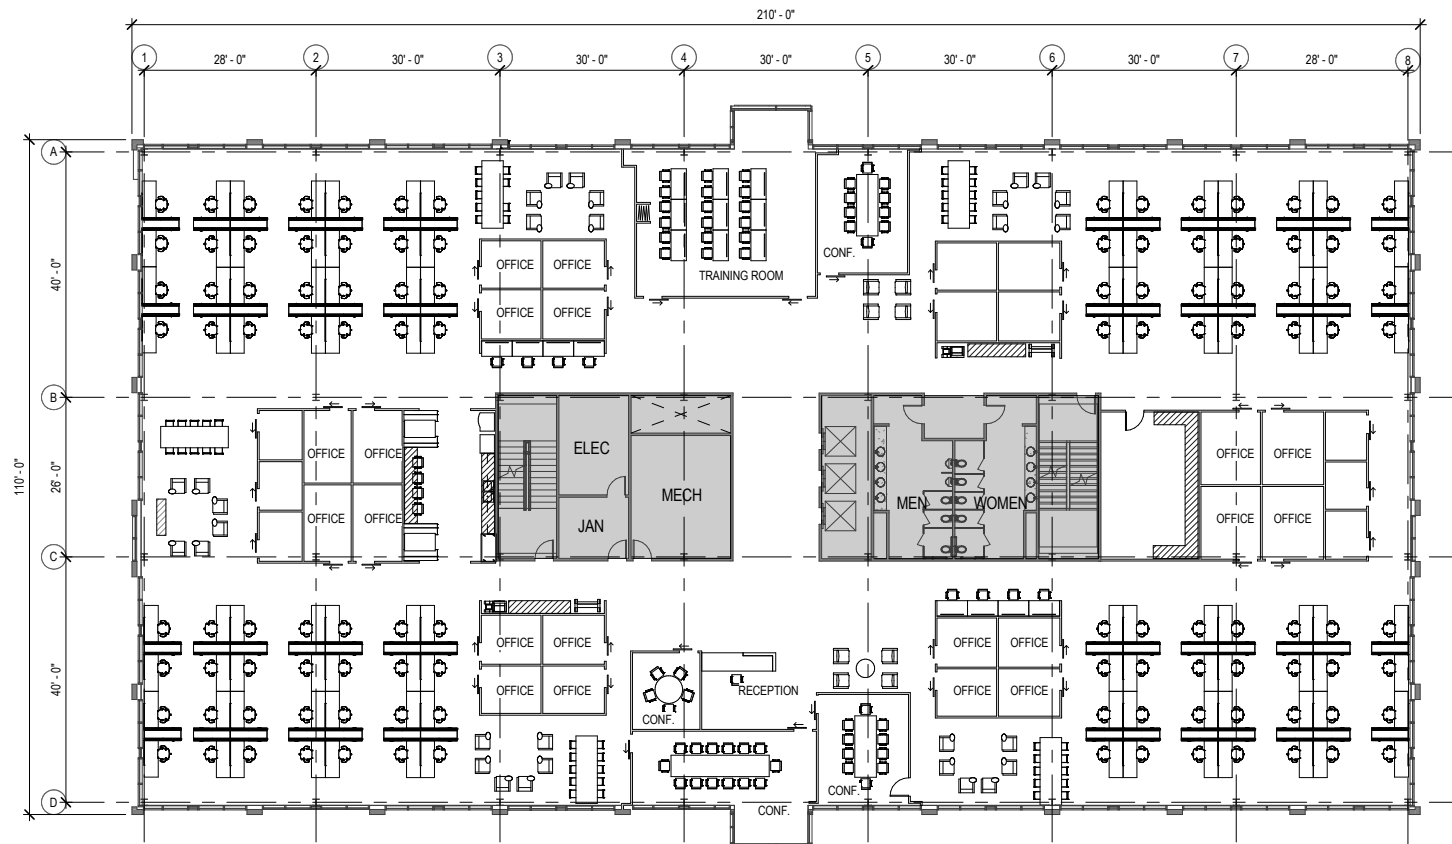 210' - 0"
1 2 3 4 5 6 7 8
28' - 0" 30' - 0" 30' - 0" 30' - 0" 30' - 0" 30' - 0" 28' - 0"
A
CONF.
OFFICE OFFICE
40' - 0"
TRAINING ROOM
OFFICE OFFICE
B
ELEC
OFFICE OFFICE OFFICE OFFICE
110' - 0"
26' - 0"
MECH
MEN WOMEN
OFFICE OFFICE JAN OFFICE OFFICE
C
OFFICE OFFICE OFFICE OFFICE
40' - 0"
OFFICE OFFICE RECEPTION OFFICE OFFICE
CONF.
CONF.
D
CONF.